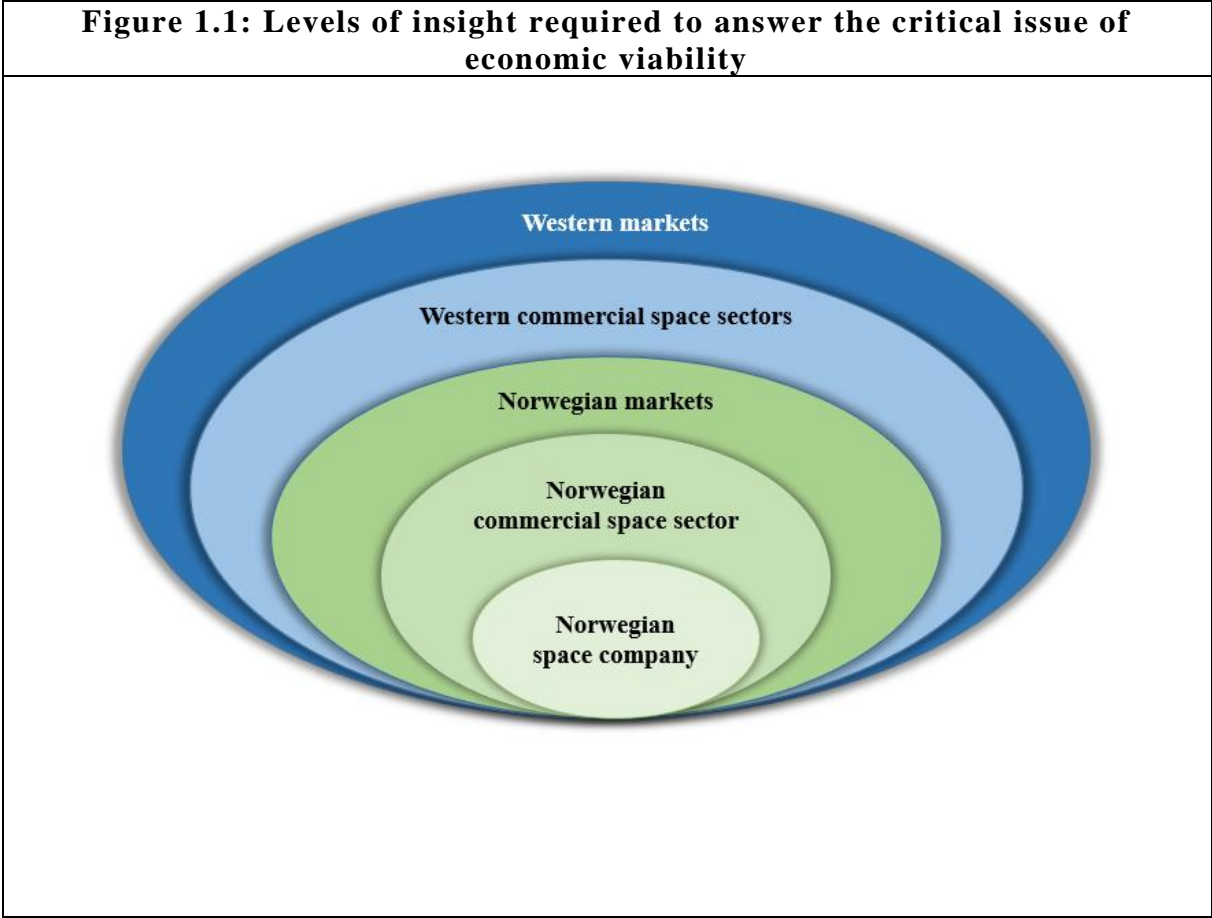 Figure 1.1: Levels of insight required to answer the critical issue of
economic viability
Western markets
Western commercial space sectors
Norwegian markets
Norwegian
commercial space sector
Norwegian
space company